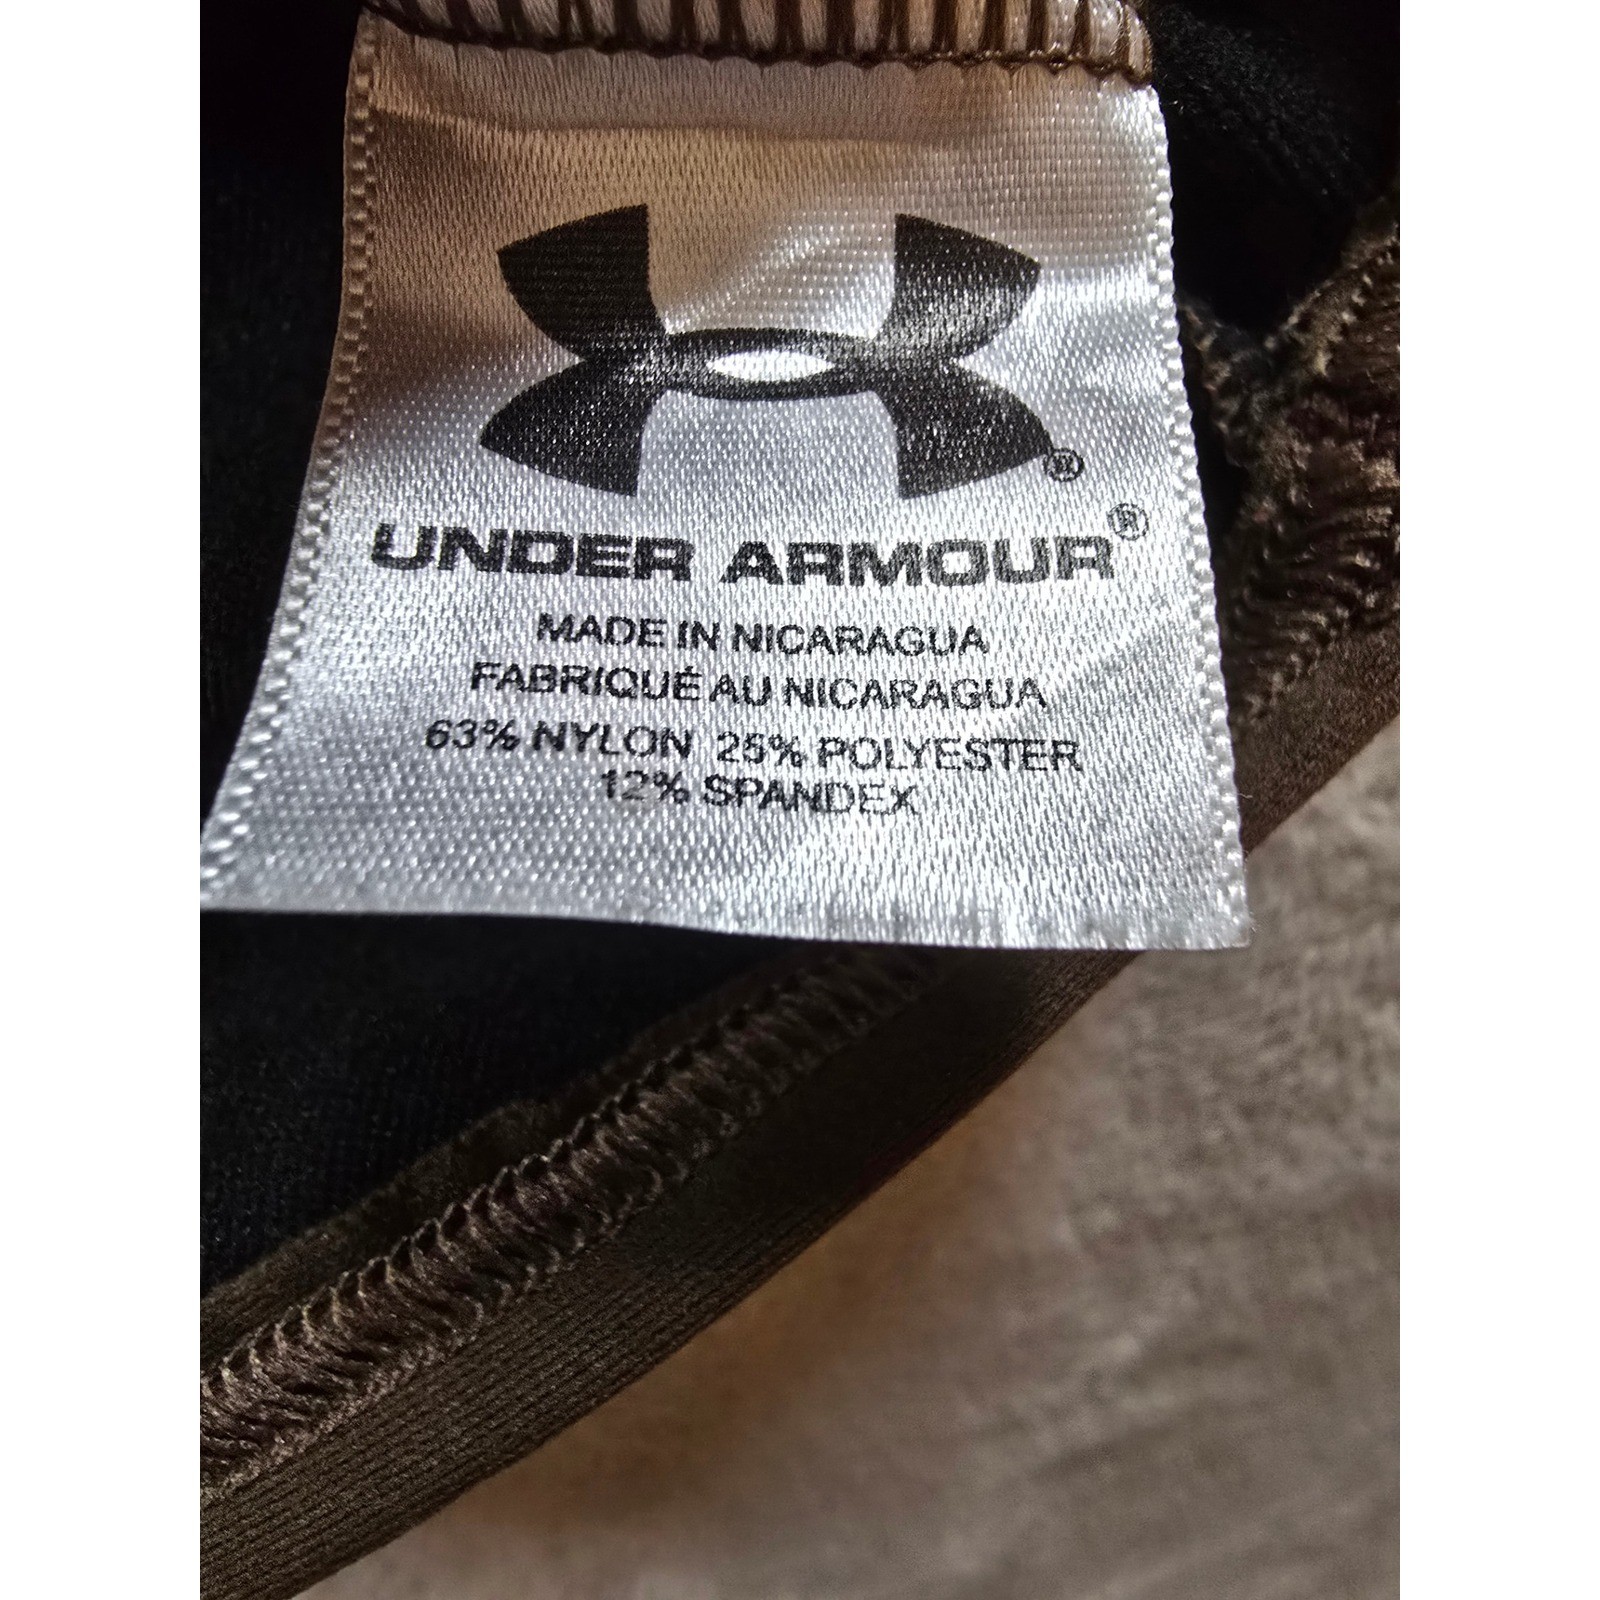 UNDER ARMOUR®
MADE IN NICARAGUA
FABRIQUÉ AU NICARAGUA
63% NYLON 25% POLYESTER
12% SPANDEX